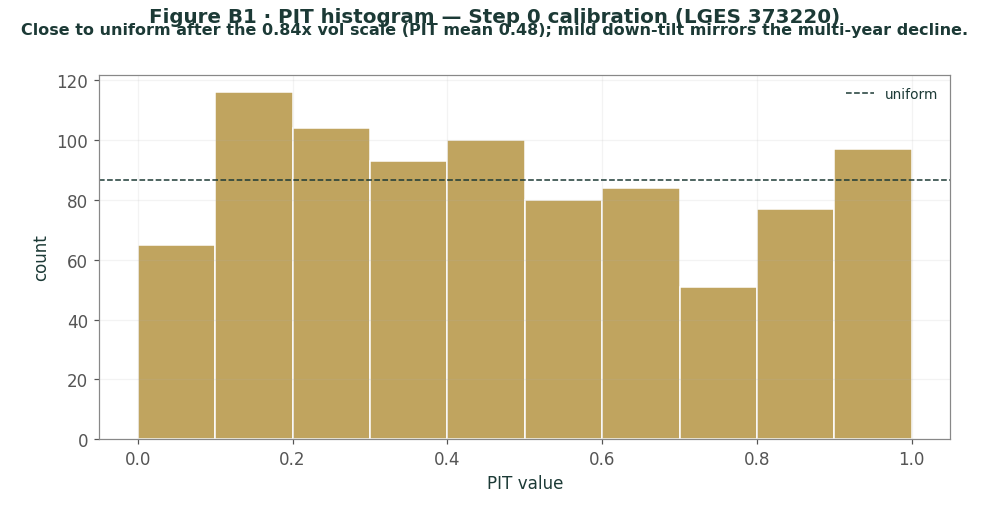 Figure B1 · PIT histogram — Step 0 calibration (LGES 373220)
Close to uniform after the 0.84x vol scale (PIT mean 0.48); mild down-tilt mirrors the multi-year decline.
uniform
120
100
80
60
40
20
0
count
0.0 0.2 0.4 0.6 0.8 1.0
PIT value